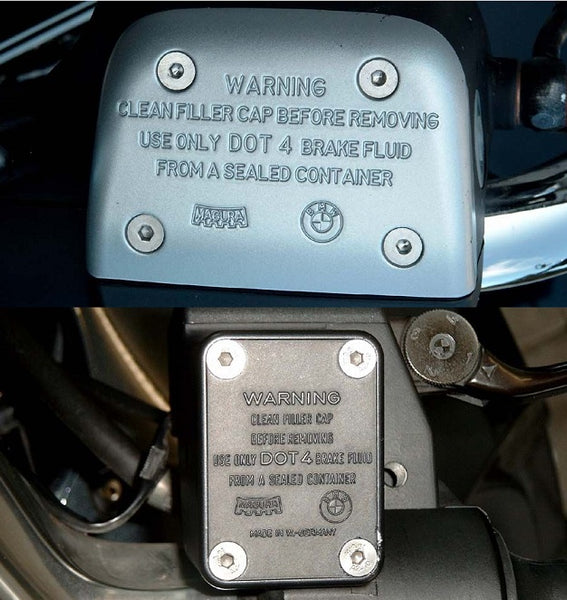 WARNING
CLEAN FILLER CAP BEFORE REMOVING
USE ONLY DOT 4 BRAKE FLUID
FROM A SEALED CONTAINER
MAGURA BMW
WARNING
CLEAN FILLER CAP
BEFORE REMOVING
USE ONLY DOT 4 BRAKE FLUID
FROM A SEALED CONTAINER
MAGURA BMW
MADE IN W.-GERMANY